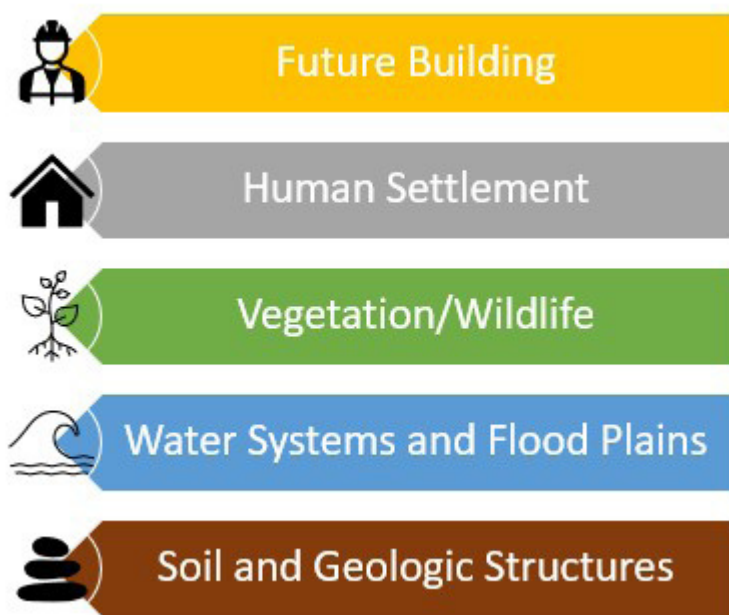 Future Building
Human Settlement
Vegetation/Wildlife
Water Systems and Flood Plains
Soil and Geologic Structures